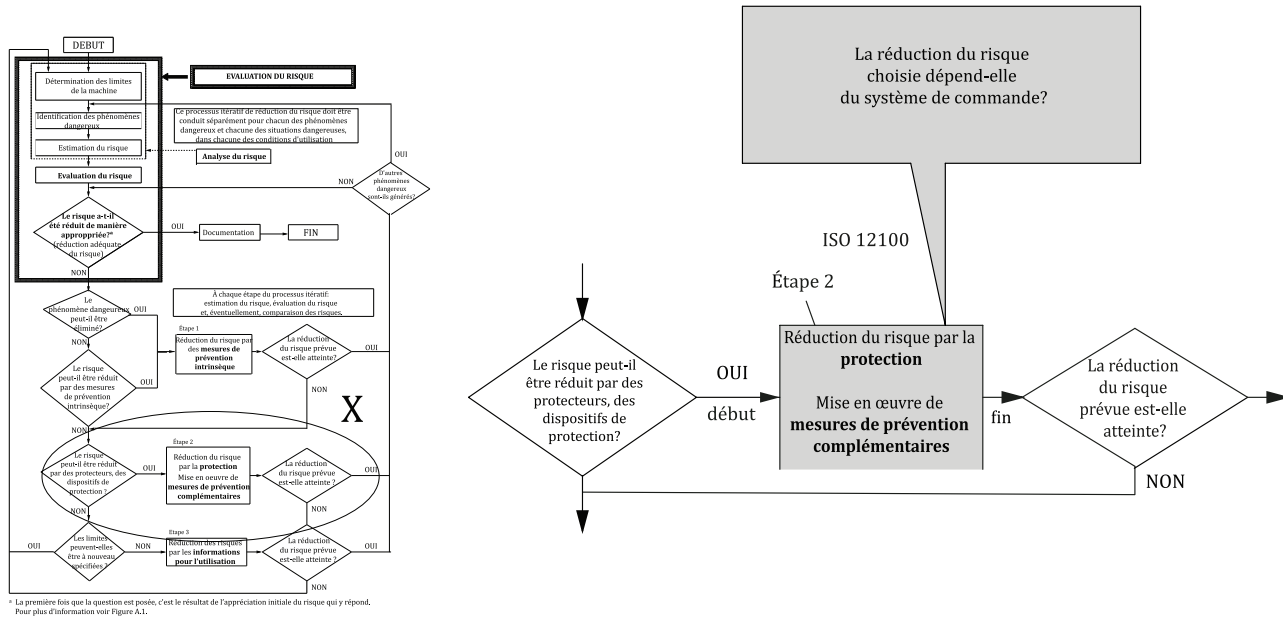 DEBUT
EVALUATION DU RISQUE
Détermination des limites
de la machine
Identification des phénomènes
dangereux
Estimation du risque
Evaluation du risque
Le processus itératif de réduction du risque doit être
conduit séparément pour chacun des phénomènes
dangereux et chacune des situations dangereuses,
dans chacune des conditions d'utilisation
Analyse du risque
OUI
NON
D'autres
phénomènes
dangereux
sont-ils générés?
Le risque a-t-il
été réduit de manière
approppriée?ª
(réduction adéquate
du risque)
OUI
Documentation
FIN
NON
Le
phénomène dangeureux
peut-il être
éliminé?
OUI
À chaque étape du processus itératif:
estimation du risque, évaluation du risque
et, éventuellement, comparaison des risques.
NON
Étape 1
Réduction du risque par
des mesures de
prévention
intrinsèque
La réduction
du risque prévue
est-elle atteinte?
OUI
Le risque
peut-il être réduit
par des mesures
de prévention
intrinsèque?
OUI
NON
X
NON
Le risque
peut-il être réduit
par des protecteurs, des
dispositifs de
protection ?
OUI
Étape 2
Réduction du risque
par la protection
Mise en oeuvre de
mesures de prévention
complémentaires
La réduction
du risque prévue
est-elle atteinte ?
OUI
NON
NON
Les limites
peuvent-elles
être à nouveau
spécifiées ?
OUI
NON
Étape 3
Réduction des risques
par les informations
pour l'utilisation
La réduction
du risque prévue
est-elle atteinte ?
OUI
NON
ª La première fois que la question est posée, c'est le résultat de l'appréciation initiale du risque qui y répond.
Pour plus d'information voir Figure A.1.
La réduction du risque
choisie dépend-elle
du système de commande?
ISO 12100
Étape 2
Le risque peut-il
être réduit par des
protecteurs, des
dispositifs de
protection?
OUI
début
Réduction du risque par la
protection
Mise en œuvre de
mesures de prévention
complémentaires
fin
La réduction
du risque
prévue est-elle
atteinte?
NON